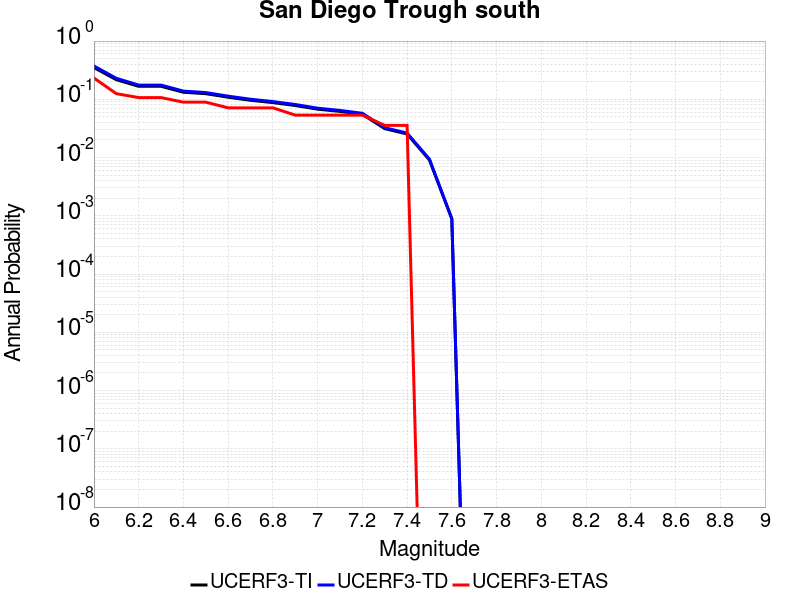 San Diego Trough south
10^0
10^-1
10^-2
10^-3
10^-4
10^-5
10^-6
10^-7
10^-8
Annual Probability
6 6.2 6.4 6.6 6.8 7 7.2 7.4 7.6 7.8 8 8.2 8.4 8.6 8.8 9
Magnitude
UCERF3-TI UCERF3-TD UCERF3-ETAS